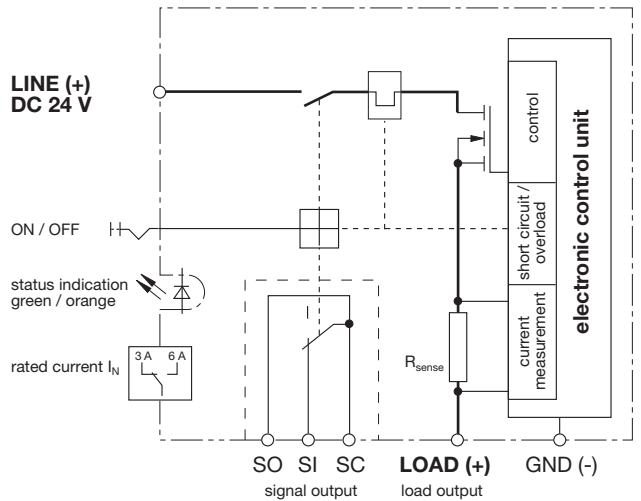 LINE (+)
DC 24 V
ON / OFF
status indication
green / orange
rated current I_N
3 A 6 A
control
short circuit /
overload
current
measurement
electronic control unit
R_sense
SO SI SC LOAD (+) GND (-)
signal output load output